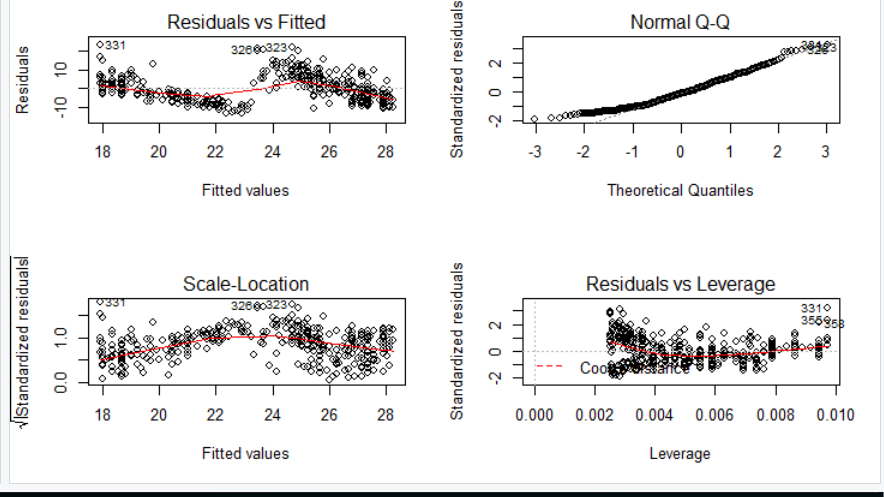 Residuals vs Fitted
Residuals
10
-10
331
326
323
18 20 22 24 26 28
Fitted values
Normal Q-Q
Standardized residuals
2
0
-2
-3 -2 -1 0 1 2 3
Theoretical Quantiles
Scale-Location
√|Standardized residuals|
1.0
0.0
331
326
323
18 20 22 24 26 28
Fitted values
Residuals vs Leverage
Standardized residuals
2
0
-2
331
358
0.000 0.002 0.004 0.006 0.008 0.010
Leverage